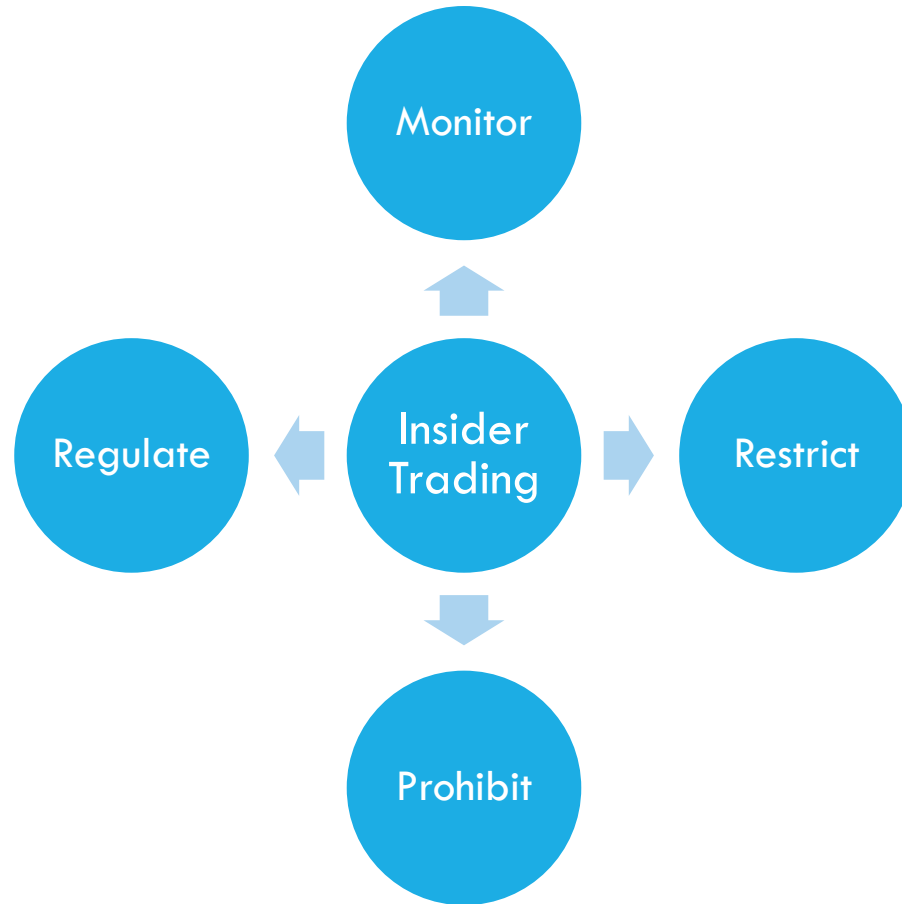 Monitor
Regulate
Insider
Trading
Restrict
Prohibit